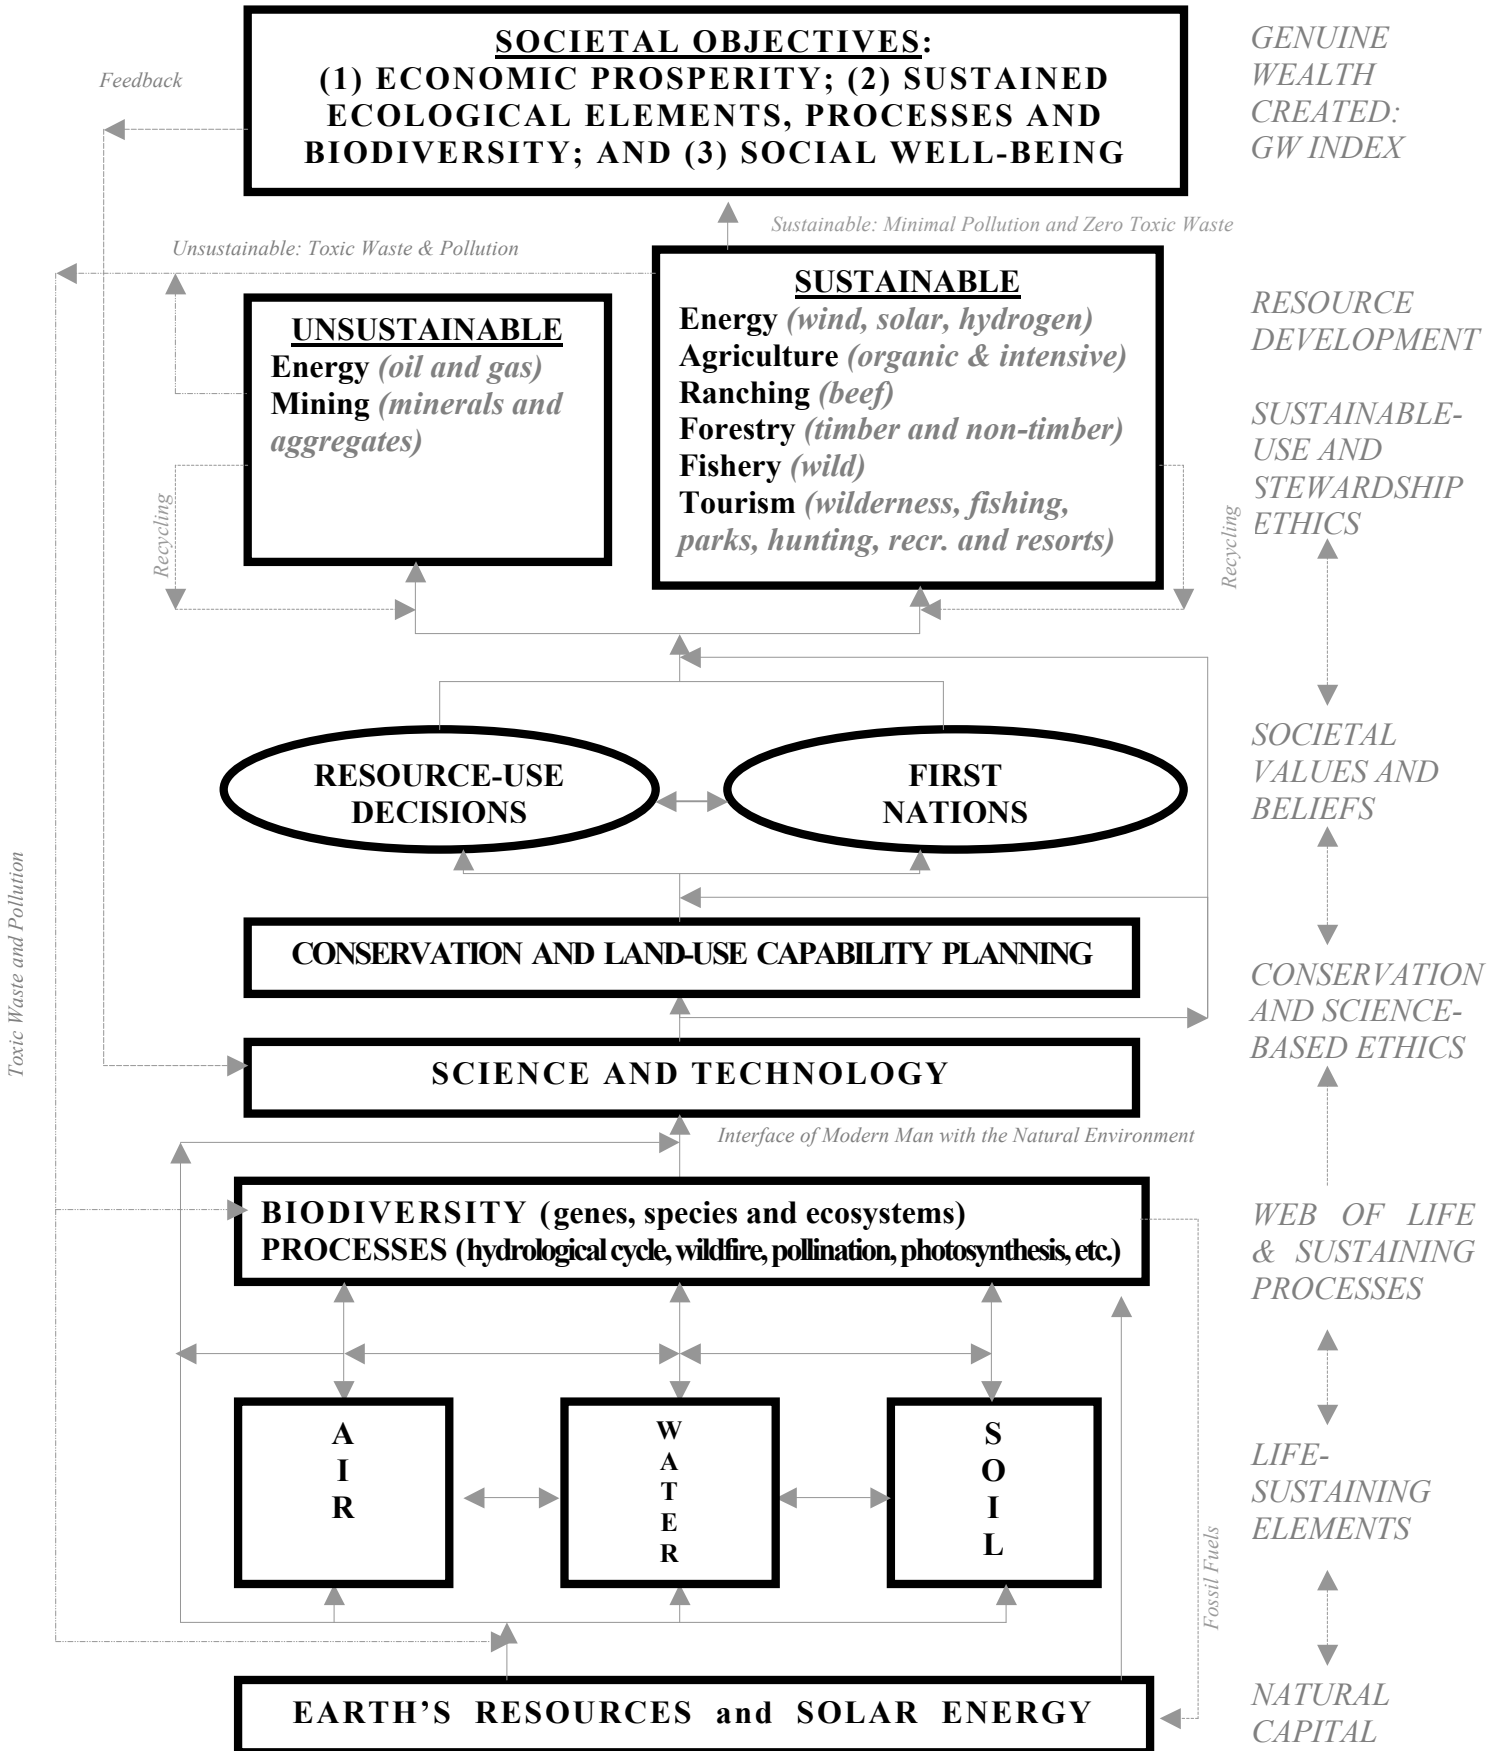 SOCIETAL OBJECTIVES:
(1) ECONOMIC PROSPERITY; (2) SUSTAINED
ECOLOGICAL ELEMENTS, PROCESSES AND
BIODIVERSITY; AND (3) SOCIAL WELL-BEING
GENUINE
WEALTH
CREATED:
GW INDEX
Feedback
Sustainable: Minimal Pollution and Zero Toxic Waste
Unsustainable: Toxic Waste & Pollution
UNSUSTAINABLE
Energy (oil and gas)
Mining (minerals and
aggregates)
SUSTAINABLE
Energy (wind, solar, hydrogen)
Agriculture (organic & intensive)
Ranching (beef)
Forestry (timber and non-timber)
Fishery (wild)
Tourism (wilderness, fishing,
parks, hunting, recr. and resorts)
RESOURCE
DEVELOPMENT
SUSTAINABLE-
USE AND
STEWARDSHIP
ETHICS
Recycling
Recycling
RESOURCE-USE
DECISIONS
FIRST
NATIONS
SOCIETAL
VALUES AND
BELIEFS
Toxic Waste and Pollution
CONSERVATION AND LAND-USE CAPABILITY PLANNING
CONSERVATION
AND SCIENCE-
BASED ETHICS
SCIENCE AND TECHNOLOGY
Interface of Modern Man with the Natural Environment
BIODIVERSITY (genes, species and ecosystems)
PROCESSES (hydrological cycle, wildfire, pollination, photosynthesis, etc.)
WEB OF LIFE
& SUSTAINING
PROCESSES
A
I
R
W
A
T
E
R
S
O
I
L
LIFE-
SUSTAINING
ELEMENTS
Fossil Fuels
EARTH’S RESOURCES and SOLAR ENERGY
NATURAL
CAPITAL